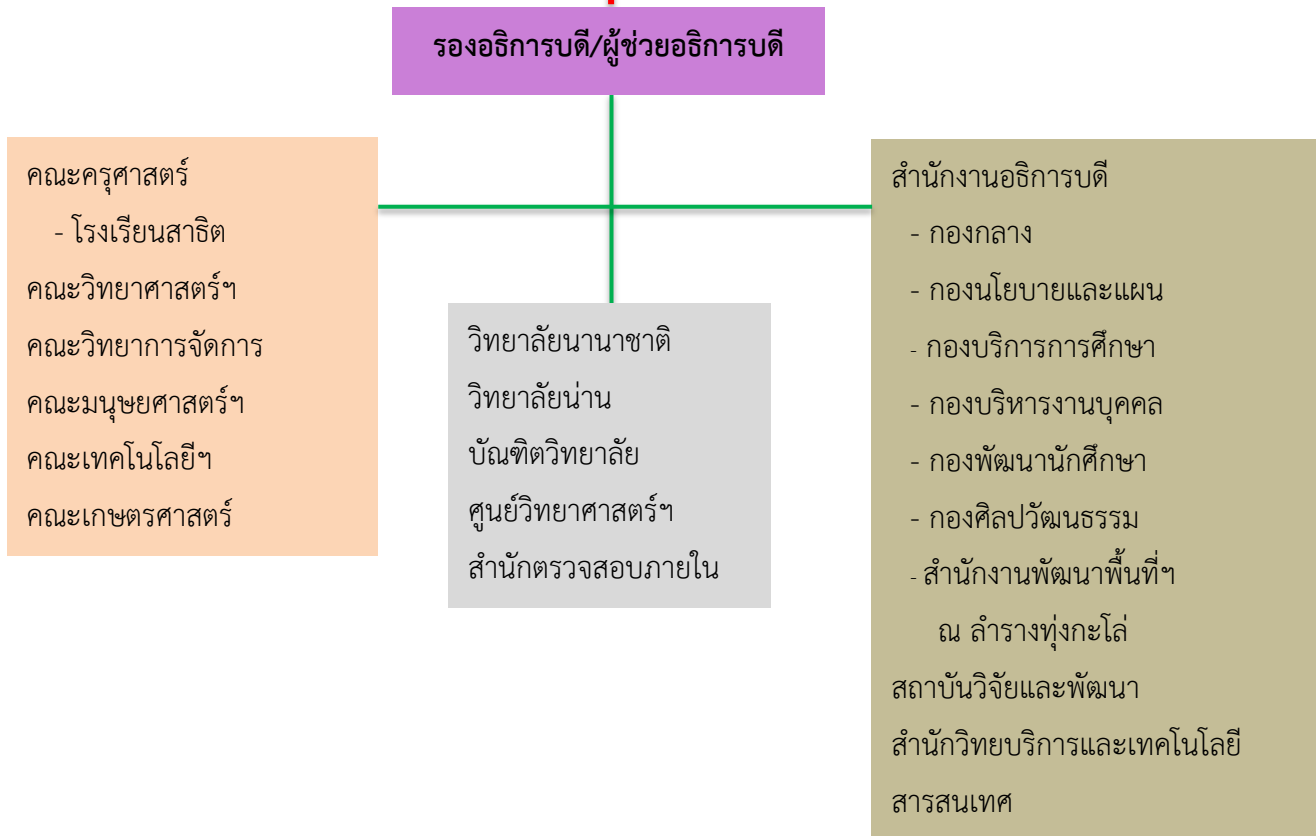 รองอธิการบดี/ผู้ช่วยอธิการบดี
คณะครุศาสตร์
- โรงเรียนสาธิต
คณะวิทยาศาสตร์ฯ
คณะวิทยาการจัดการ
คณะมนุษยศาสตร์ฯ
คณะเทคโนโลยีฯ
คณะเกษตรศาสตร์
วิทยาลัยนานาชาติ
วิทยาลัยน่าน
บัณฑิตวิทยาลัย
ศูนย์วิทยาศาสตร์ฯ
สำนักตรวจสอบภายใน
สำนักงานอธิการบดี
- กองกลาง
- กองนโยบายและแผน
- กองบริการการศึกษา
- กองบริหารงานบุคคล
- กองพัฒนานักศึกษา
- กองศิลปวัฒนธรรม
- สำนักงานพัฒนาพื้นที่ฯ
ณ ลำรางทุ่งกะโล่
สถาบันวิจัยและพัฒนา
สำนักวิทยบริการและเทคโนโลยี
สารสนเทศ